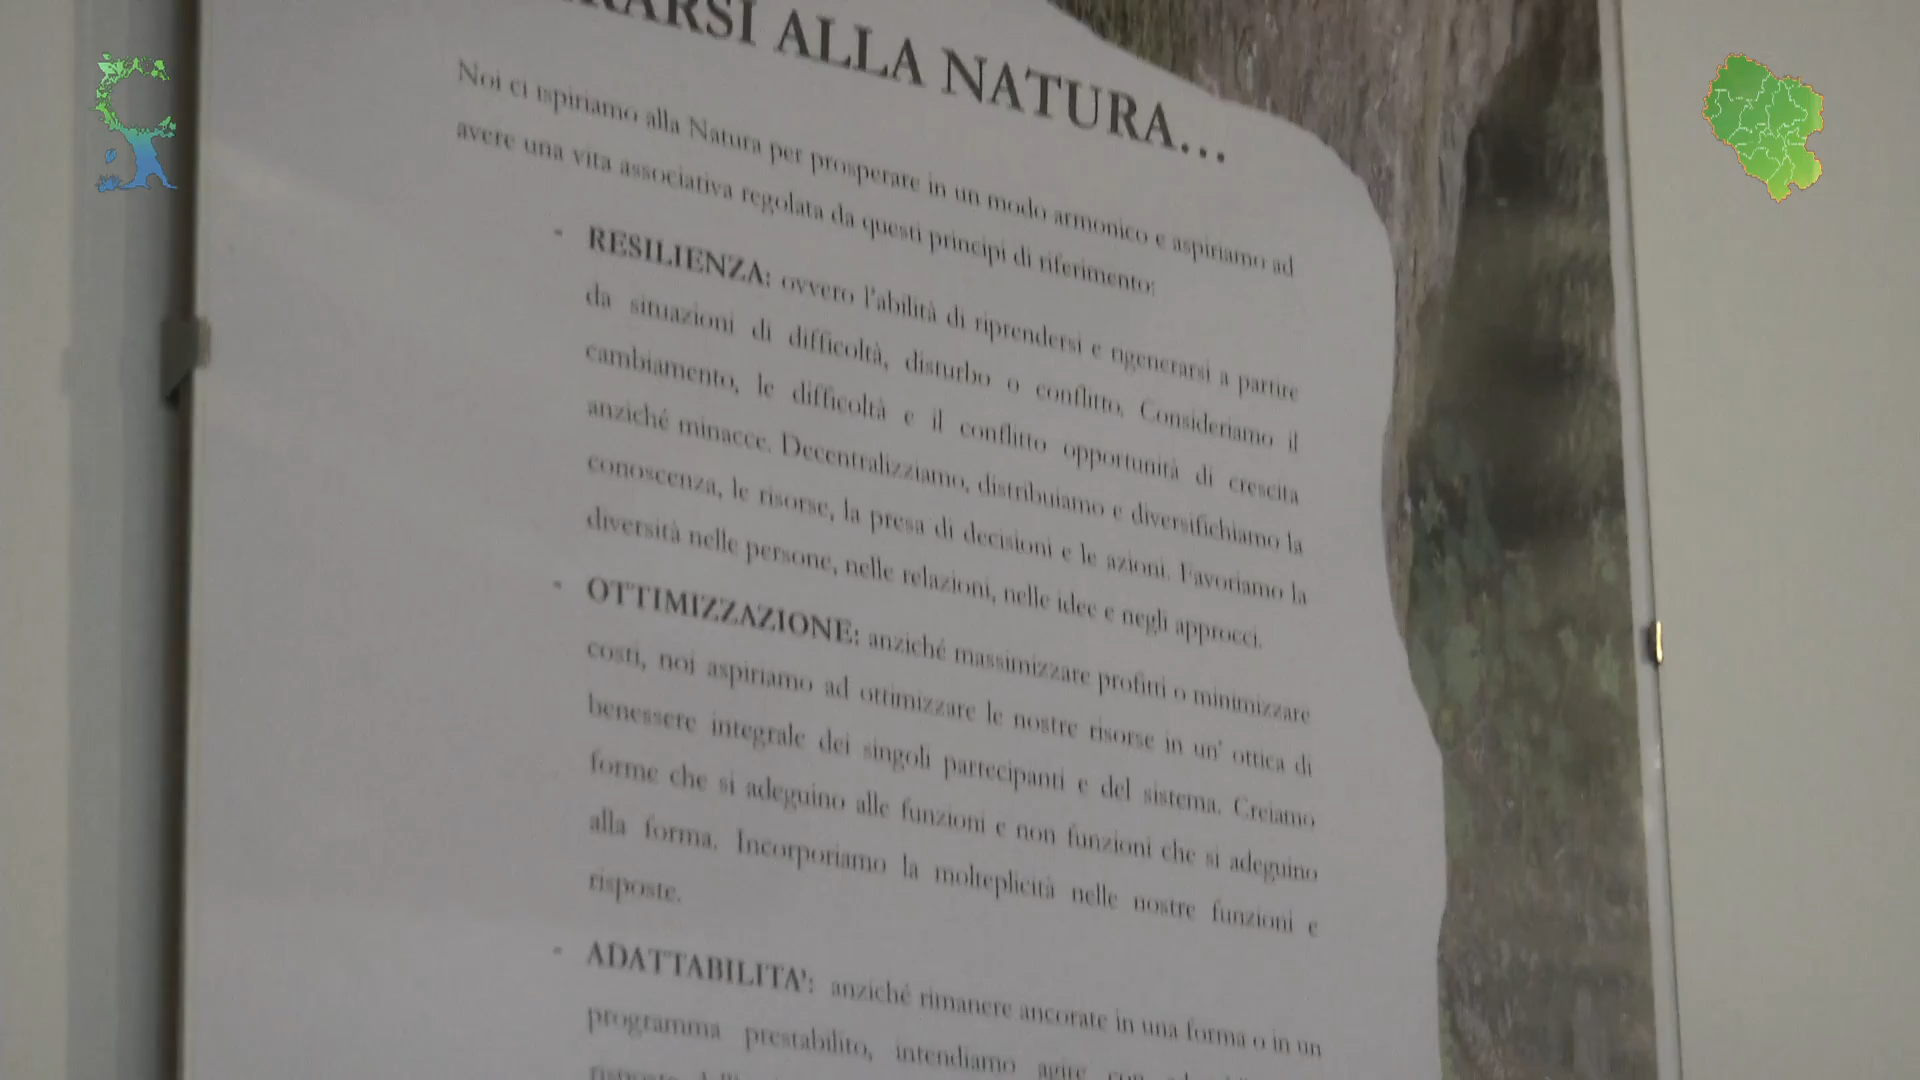 ALLA NATURA...
Noi ci ispiriamo alla Natura per prosperare in un modo armonico e aspiriamo ad
avere una vita associativa regolata da questi principi di riferimento:
- RESILIENZA: ovvero l'abilità di riprendersi e rigenerarsi a partire
da situazioni di difficoltà, disturbo o conflitto. Consideriamo il
cambiamento, le difficoltà e il conflitto opportunità di crescita
anziché minacce. Decentralizziamo, distribuiamo e diversifichiamo la
conoscenza, le risorse, la presa di decisioni e le azioni. Favoriamo la
diversità nelle persone, nelle relazioni, nelle idee e negli approcci.
- OTTIMIZZAZIONE: anziché massimizzare profitti o minimizzare
costi, noi aspiriamo ad ottimizzare le nostre risorse in un' ottica di
benessere integrale dei singoli partecipanti e del sistema. Creiamo
forme che si adeguino alle funzioni e non funzioni che si adeguino
alla forma. Incorporiamo la molteplicità nelle nostre funzioni e
risposte.
- ADATTABILITA': anziché rimanere ancorate in una forma o in un
programma prestabilito, intendiamo agire con